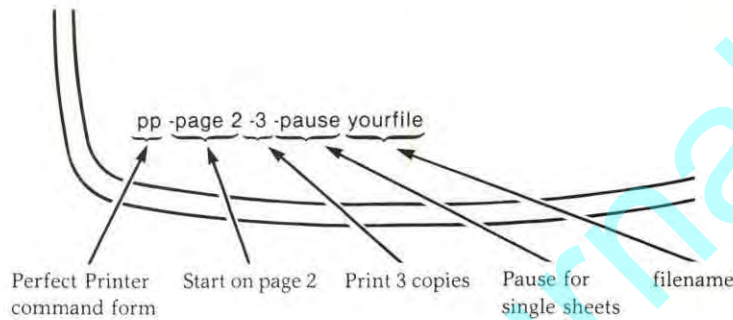 pp -page 2 -3 -pause yourfile
Perfect Printer
command form
Start on page 2
Print 3 copies
Pause for
single sheets
filename